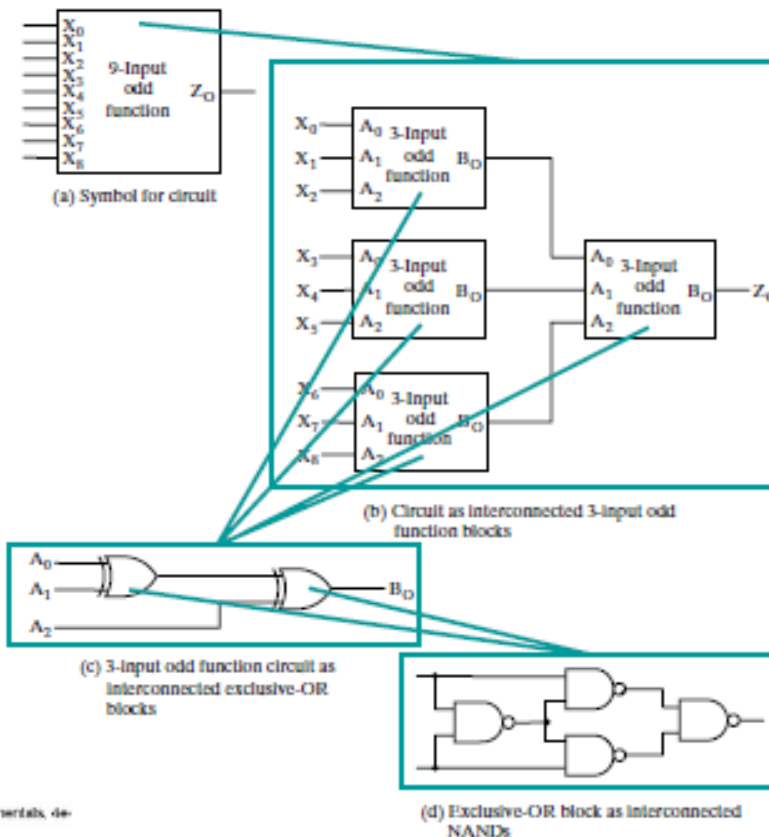 X0
X1
X2
X3
X4
X5
X6
X7
X8
9-Input
odd
function
ZO
(a) Symbol for circuit
X0
X1
X2
A0 3-Input
A1 odd BO
function
A2
X3
X4
X5
A0 3-Input
A1 odd BO
function
A2
A0 3-Input
A1 odd BO
function
A2
ZO
X6
X7
X8
A0 3-Input
A1 odd BO
function
A2
(b) Circuit as interconnected 3-input odd
function blocks
A0
A1
A2
BO
(c) 3-input odd function circuit as
interconnected exclusive-OR
blocks
(d) Exclusive-OR block as interconnected
NANDs